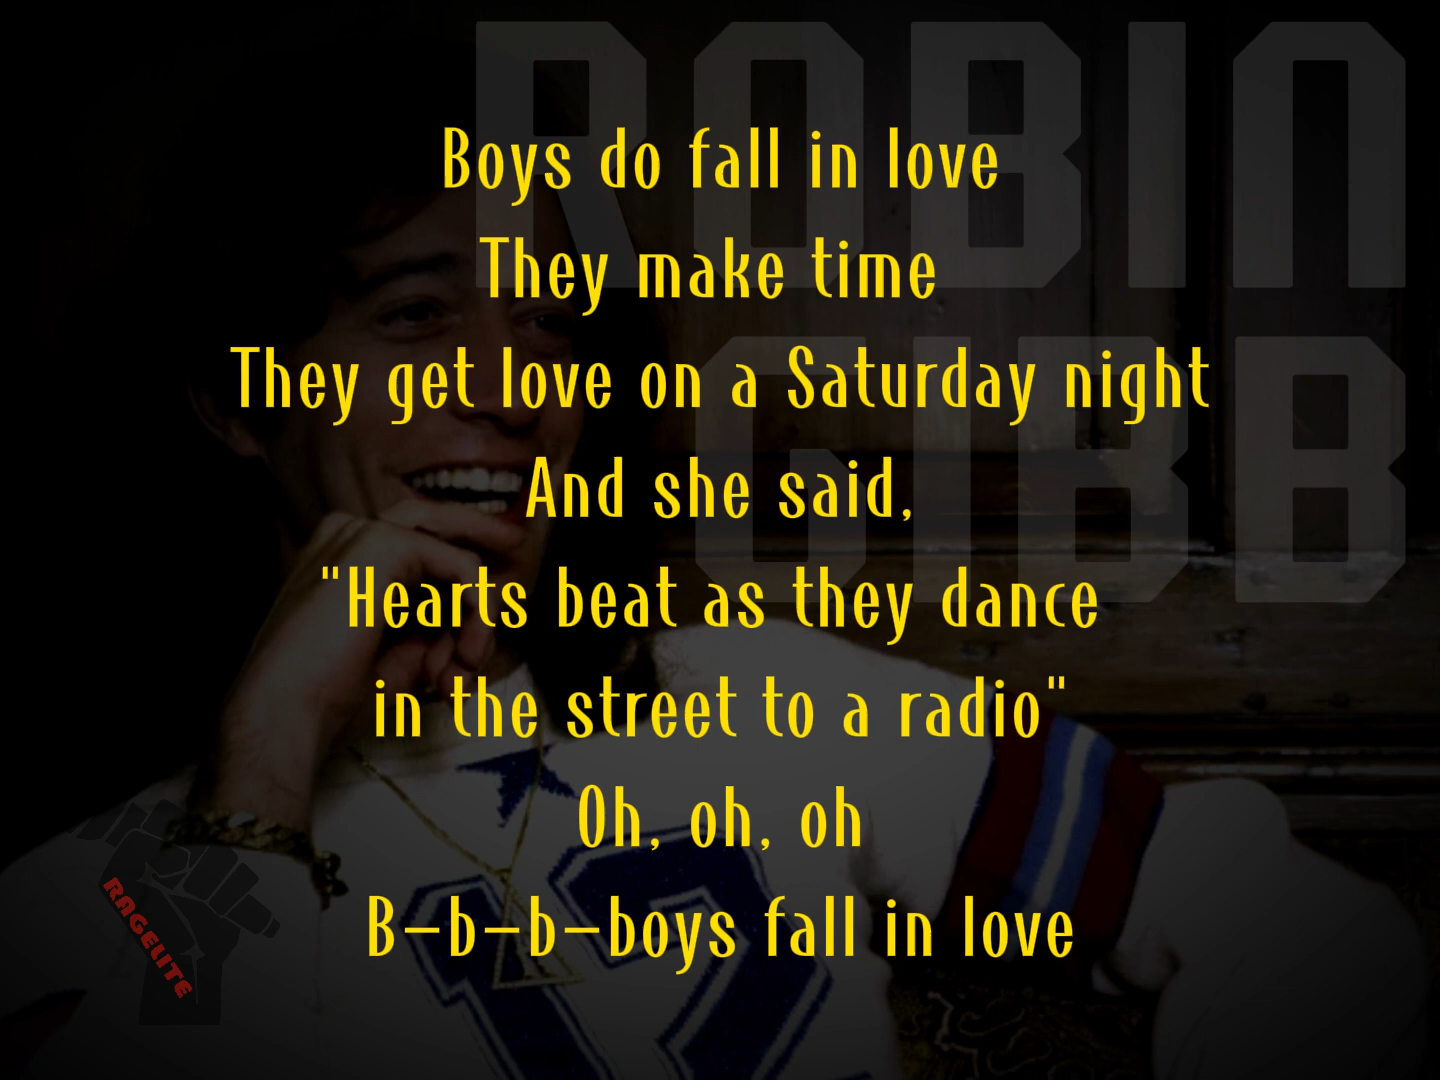 ROBIN
GIBB
Boys do fall in love
They make time
They get love on a Saturday night
And she said,
"Hearts beat as they dance
in the street to a radio"
Oh, oh, oh
B-b-b-boys fall in love
12
RAGELITE